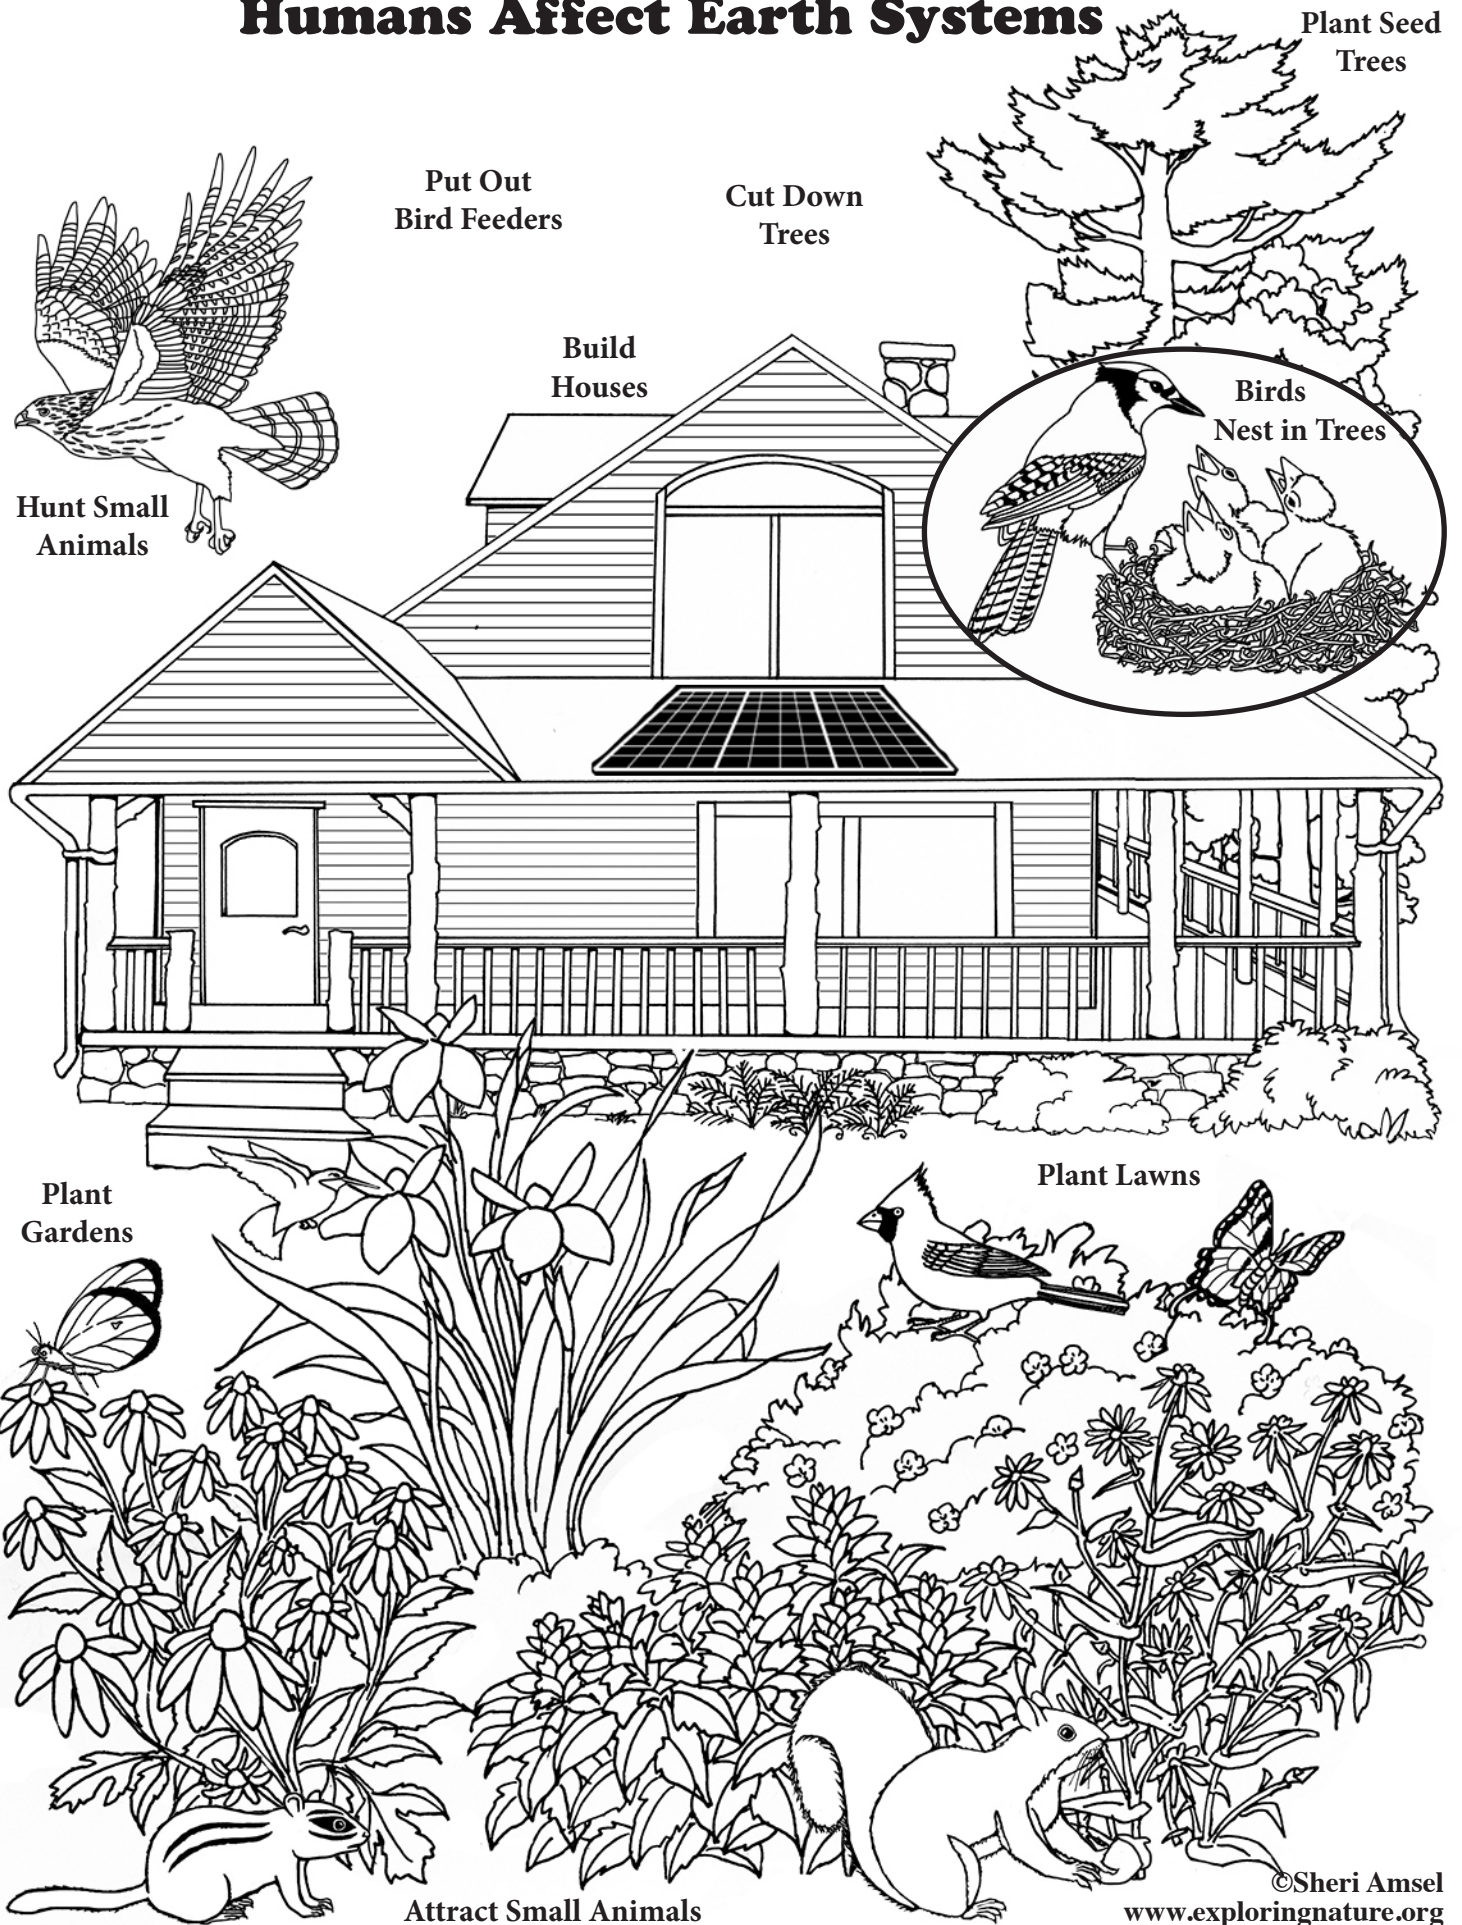 Humans Affect Earth Systems
Plant Seed
Trees
Put Out
Bird Feeders
Cut Down
Trees
Build
Houses
Birds
Nest in Trees
Hunt Small
Animals
Plant Lawns
Plant
Gardens
©Sheri Amsel
Attract Small Animals
www.exploringnature.org